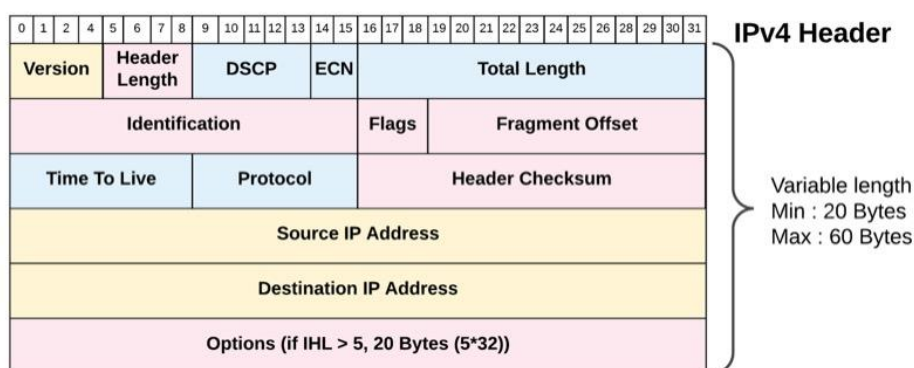 0 1 2 4 5 6 7 8 9 10 11 12 13 14 15 16 17 18 19 20 21 22 23 24 25 26 28 29 30 31
IPv4 Header
Version Header Length DSCP ECN Total Length
Identification Flags Fragment Offset
Time To Live Protocol Header Checksum
Source IP Address
Destination IP Address
Options (if IHL > 5, 20 Bytes (5*32))
Variable length
Min : 20 Bytes
Max : 60 Bytes